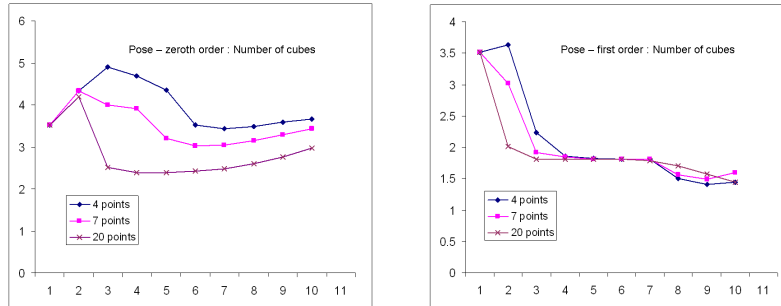 Pose – zeroth order : Number of cubes
6
5
4
3
2
1
0
4 points
7 points
20 points
1 2 3 4 5 6 7 8 9 10 11
Pose – first order : Number of cubes
4
3.5
3
2.5
2
1.5
1
0.5
0
4 points
7 points
20 points
1 2 3 4 5 6 7 8 9 10 11